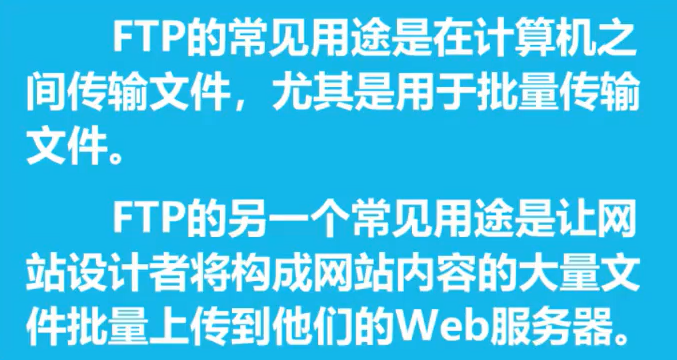 FTP的常见用途是在计算机之
间传输文件，尤其是用于批量传输
文件。
FTP的另一个常见用途是让网
站设计者将构成网站内容的大量文
件批量上传到他们的Web服务器。